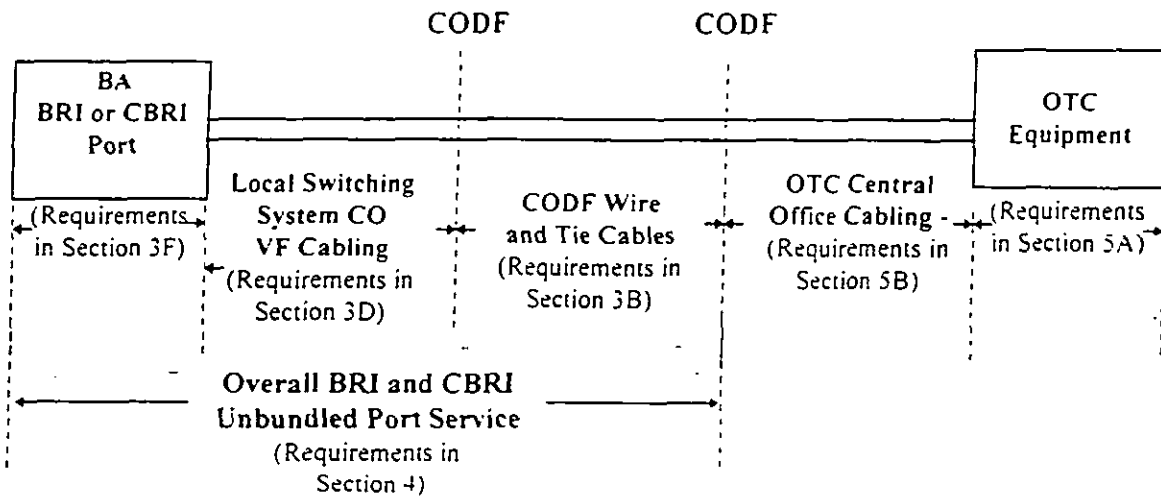 CODF
CODF
BA
BRI or CBRI
Port
OTC
Equipment
(Requirements
in Section 3F)
Local Switching
System CO
VF Cabling
(Requirements in
Section 3D)
CODF Wire
and Tie Cables
(Requirements in
Section 3B)
OTC Central
Office Cabling -
(Requirements in
Section 5B)
(Requirements
in Section 5A)
Overall BRI and CBRI
Unbundled Port Service
(Requirements in
Section 4)